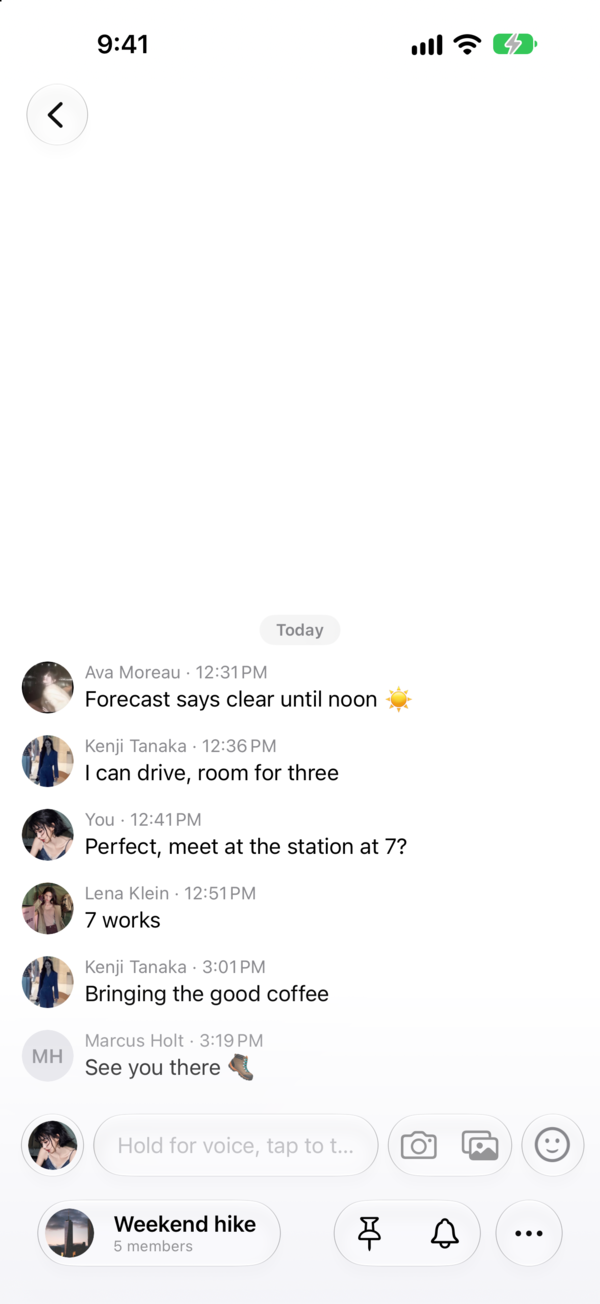 9:41
Today
Ava Moreau · 12:31 PM
Forecast says clear until noon ☀️
Kenji Tanaka · 12:36 PM
I can drive, room for three
You · 12:41 PM
Perfect, meet at the station at 7?
Lena Klein · 12:51 PM
7 works
Kenji Tanaka · 3:01 PM
Bringing the good coffee
MH
Marcus Holt · 3:19 PM
See you there 🥾
Hold for voice, tap to t...
Weekend hike
5 members